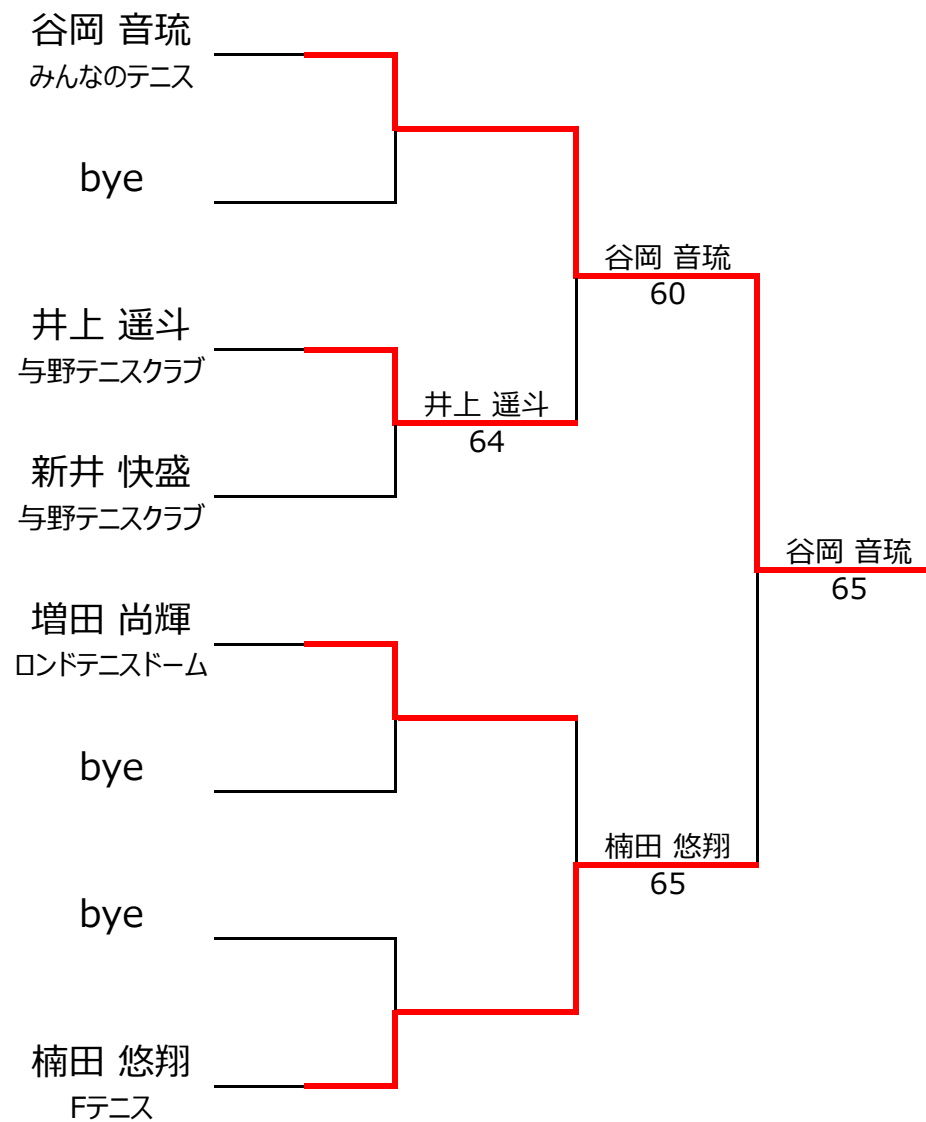 谷岡 音琉
みんなのテニス
bye
谷岡 音琉
60
井上 遥斗
与野テニスクラブ
井上 遥斗
64
新井 快盛
与野テニスクラブ
谷岡 音琉
65
増田 尚輝
ロンドテニスドーム
bye
楠田 悠翔
65
bye
楠田 悠翔
Fテニス